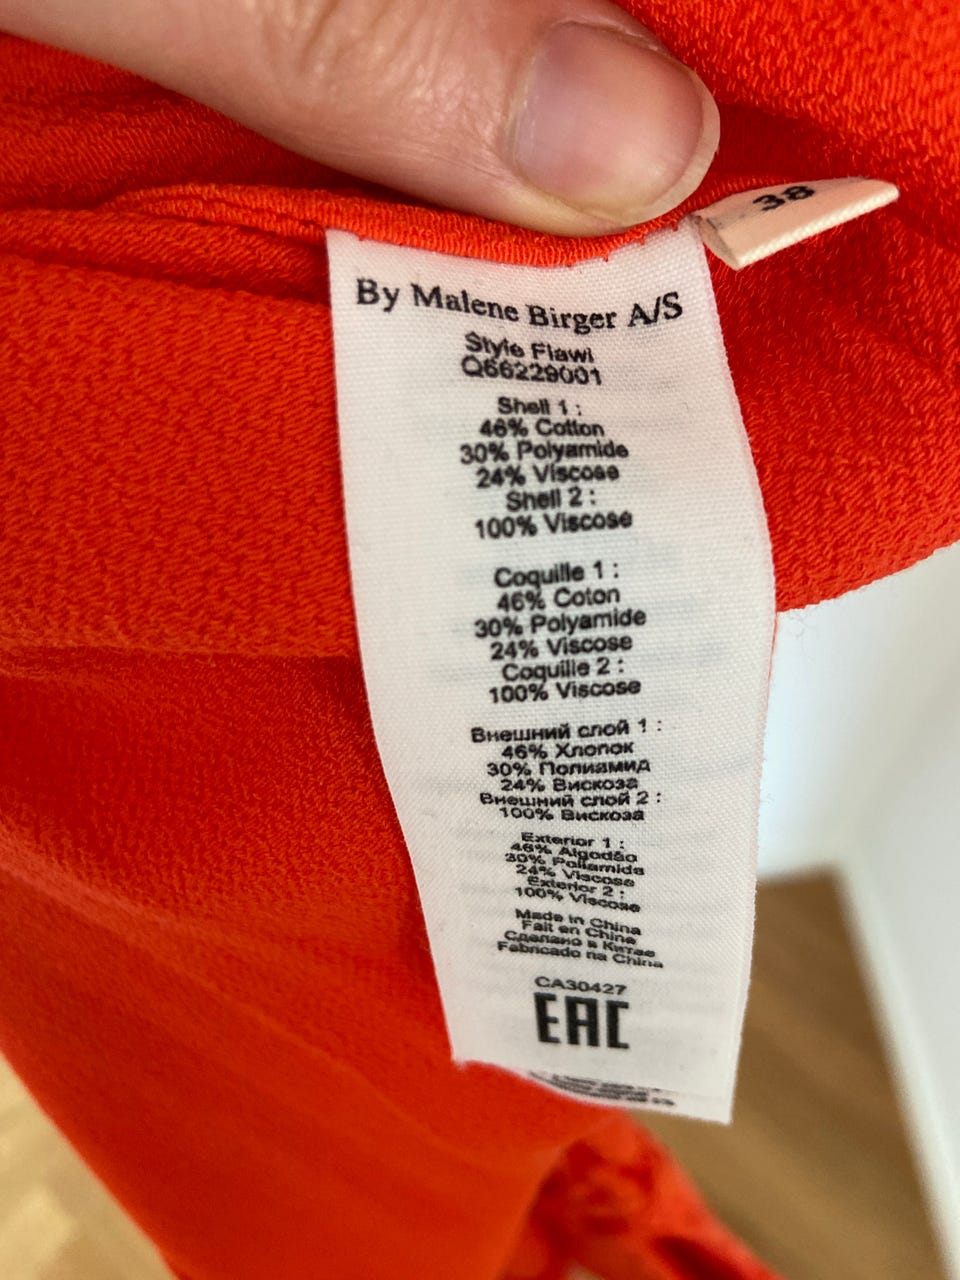 38
By Malene Birger A/S
Style Flawi
Q66229001
Shell 1 :
46% Cotton
30% Polyamide
24% Viscose
Shell 2 :
100% Viscose
Coquille 1 :
46% Coton
30% Polyamide
24% Viscose
Coquille 2 :
100% Viscose
Внешний слой 1 :
46% Хлопок
30% Полиамид
24% Вискоза
Внешний слой 2 :
100% Вискоза
Exterior 1 :
46% Algodão
30% Poliamida
24% Viscose
Exterior 2 :
100% Viscose
Made in China
Fait en Chine
Сделано в Китае
Fabricado na China
CA30427
EAC